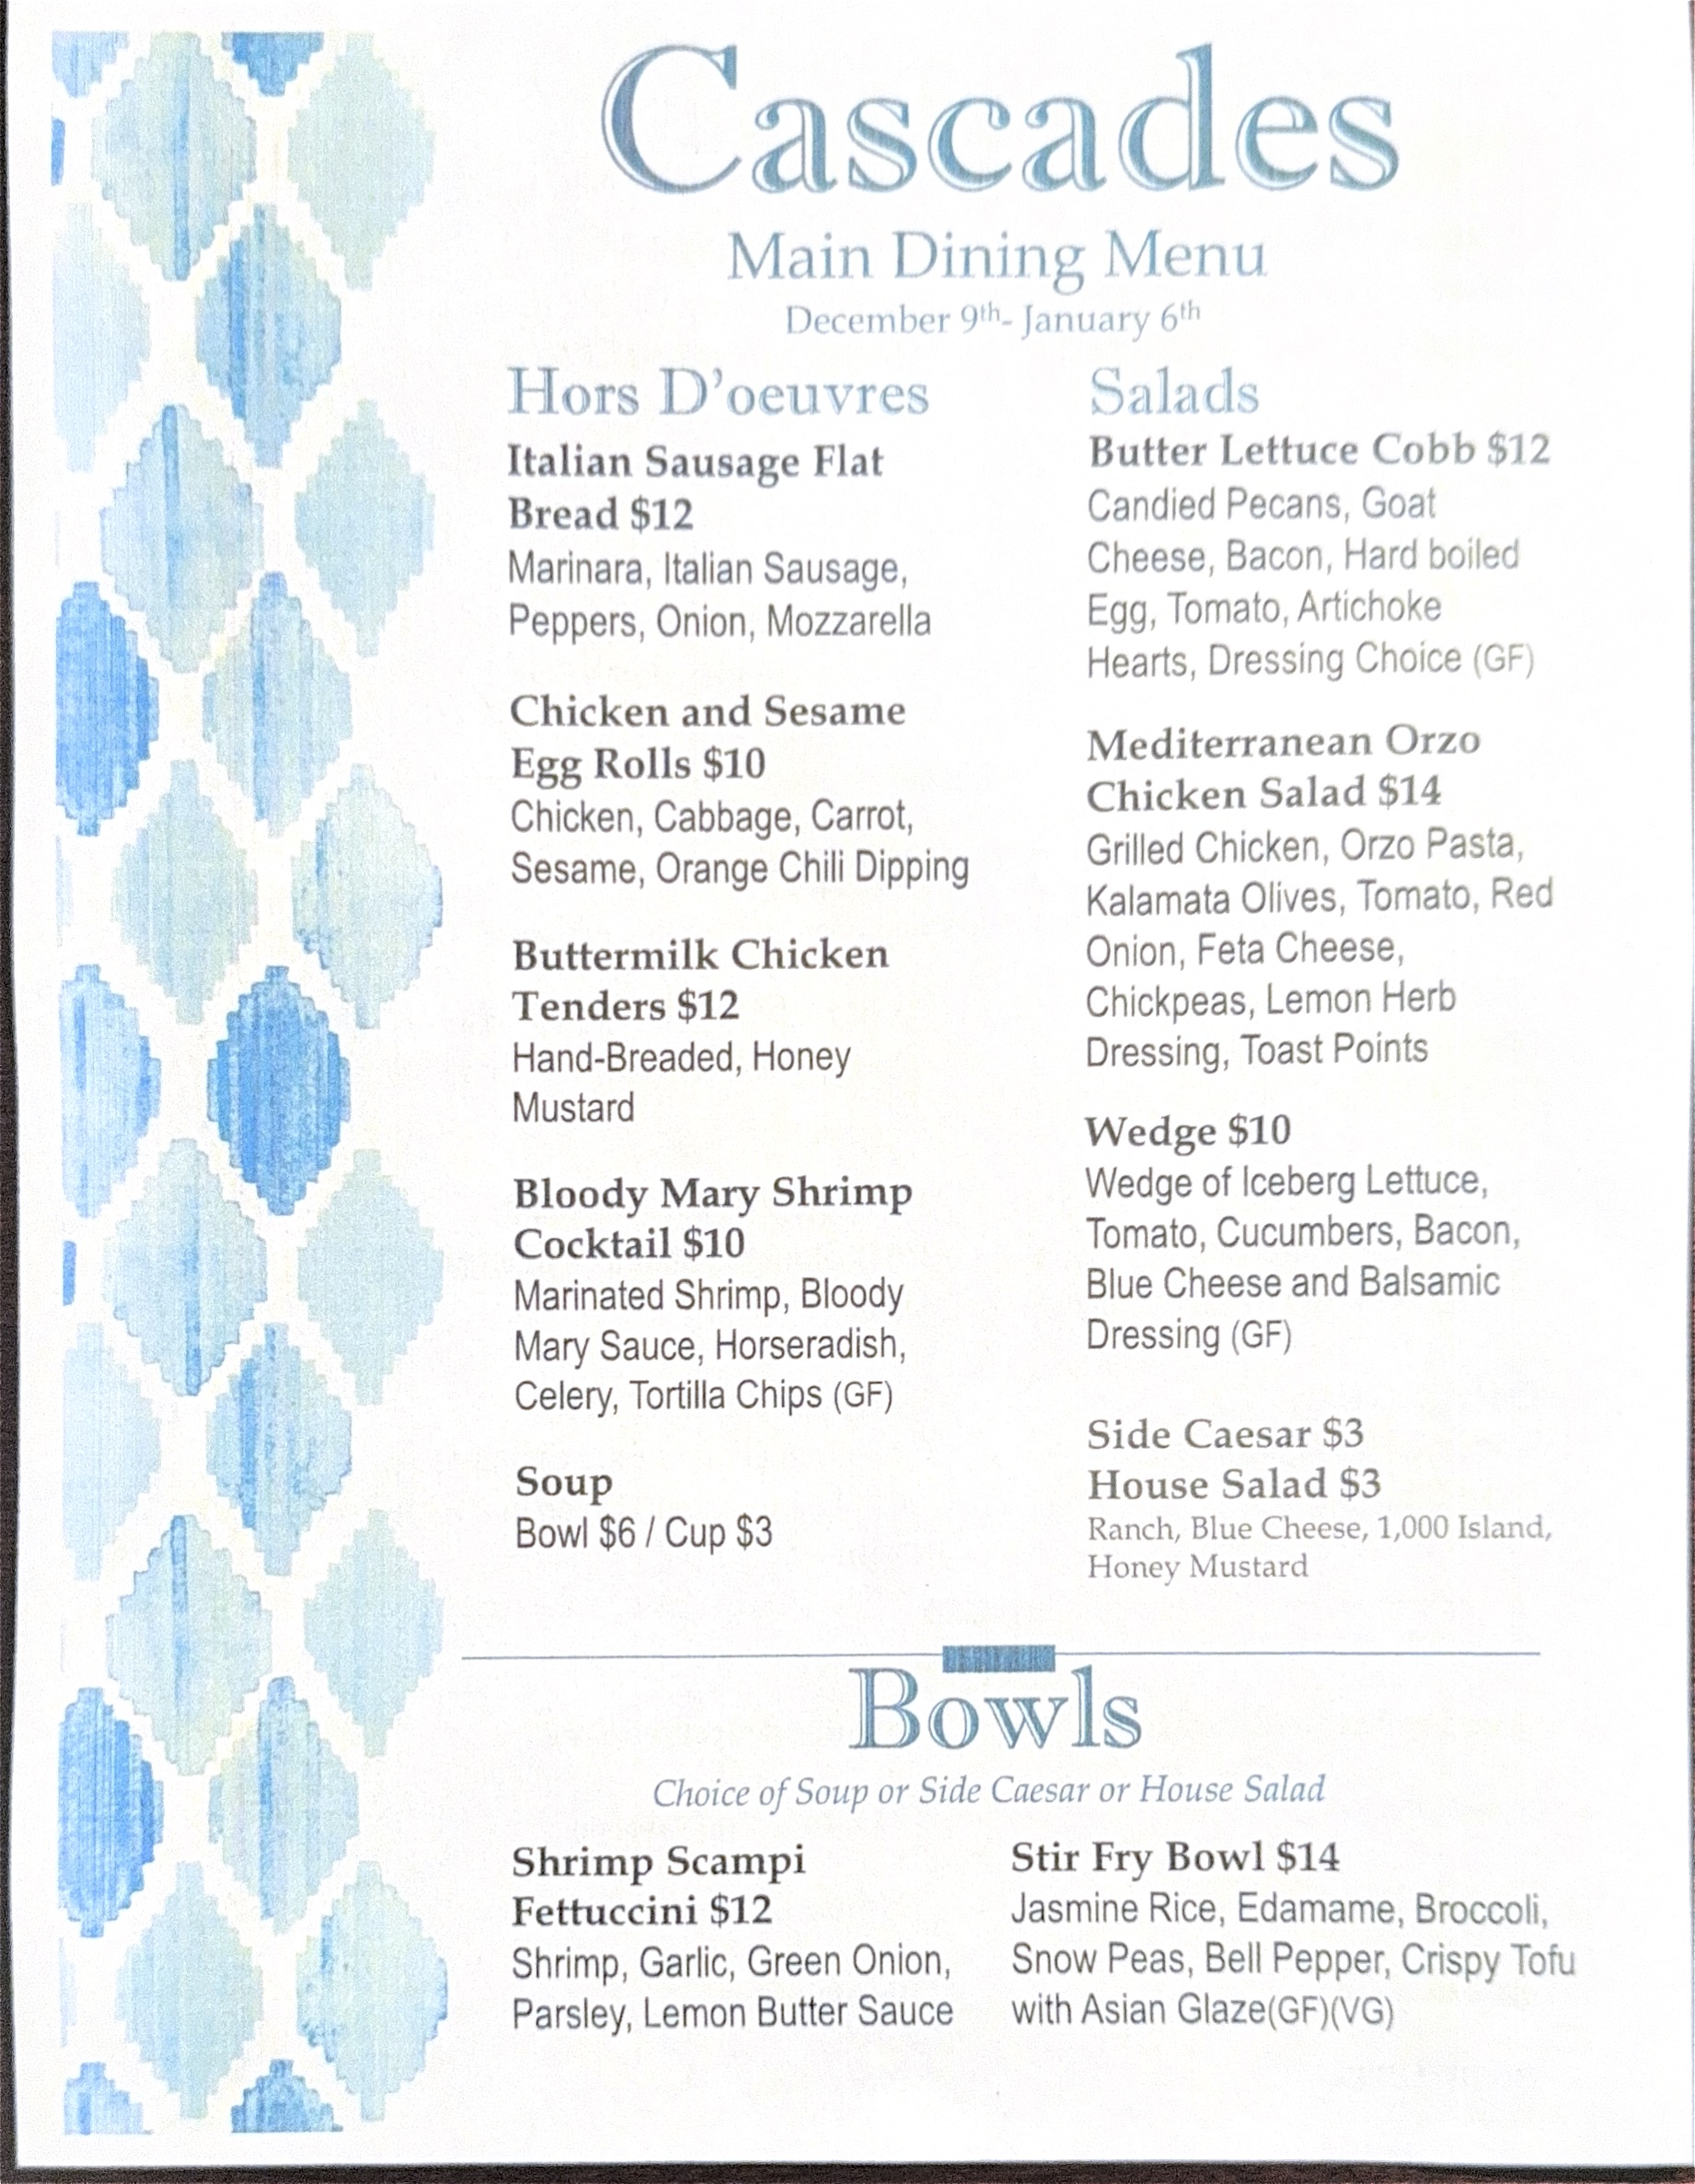 Cascades
Main Dining Menu
December 9th- January 6th
Hors D'oeuvres
Italian Sausage Flat
Bread $12
Marinara, Italian Sausage,
Peppers, Onion, Mozzarella
Chicken and Sesame
Egg Rolls $10
Chicken, Cabbage, Carrot,
Sesame, Orange Chili Dipping
Buttermilk Chicken
Tenders $12
Hand-Breaded, Honey
Mustard
Bloody Mary Shrimp
Cocktail $10
Marinated Shrimp, Bloody
Mary Sauce, Horseradish,
Celery, Tortilla Chips (GF)
Soup
Bowl $6 / Cup $3
Salads
Butter Lettuce Cobb $12
Candied Pecans, Goat
Cheese, Bacon, Hard boiled
Egg, Tomato, Artichoke
Hearts, Dressing Choice (GF)
Mediterranean Orzo
Chicken Salad $14
Grilled Chicken, Orzo Pasta,
Kalamata Olives, Tomato, Red
Onion, Feta Cheese,
Chickpeas, Lemon Herb
Dressing, Toast Points
Wedge $10
Wedge of Iceberg Lettuce,
Tomato, Cucumbers, Bacon,
Blue Cheese and Balsamic
Dressing (GF)
Side Caesar $3
House Salad $3
Ranch, Blue Cheese, 1,000 Island,
Honey Mustard
Bowls
Choice of Soup or Side Caesar or House Salad
Shrimp Scampi
Fettuccini $12
Shrimp, Garlic, Green Onion,
Parsley, Lemon Butter Sauce
Stir Fry Bowl $14
Jasmine Rice, Edamame, Broccoli,
Snow Peas, Bell Pepper, Crispy Tofu
with Asian Glaze(GF)(VG)